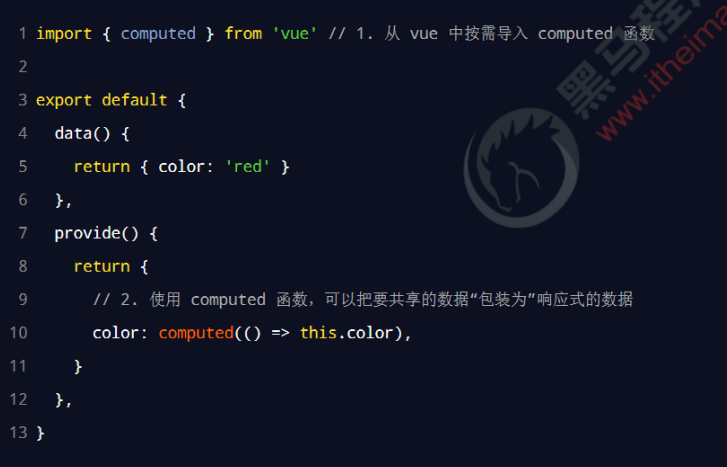 1 import { computed } from 'vue' // 1. 从 vue 中按需导入 computed 函数
2
3 export default {
4   data() {
5     return { color: 'red' }
6   },
7   provide() {
8     return {
9       // 2. 使用 computed 函数，可以把要共享的数据“包装为”响应式的数据
10       color: computed(() => this.color),
11     }
12   },
13 }
黑马程
www.itheima